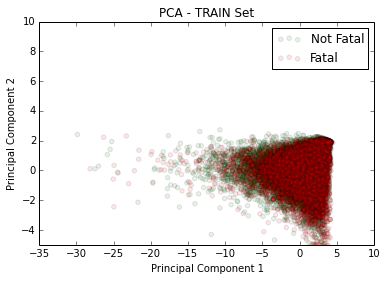 PCA - TRAIN Set
10
8
6
4
2
0
−2
−4
Principal Component 2
Not Fatal
Fatal
−35 −30 −25 −20 −15 −10 −5 0 5 10
Principal Component 1